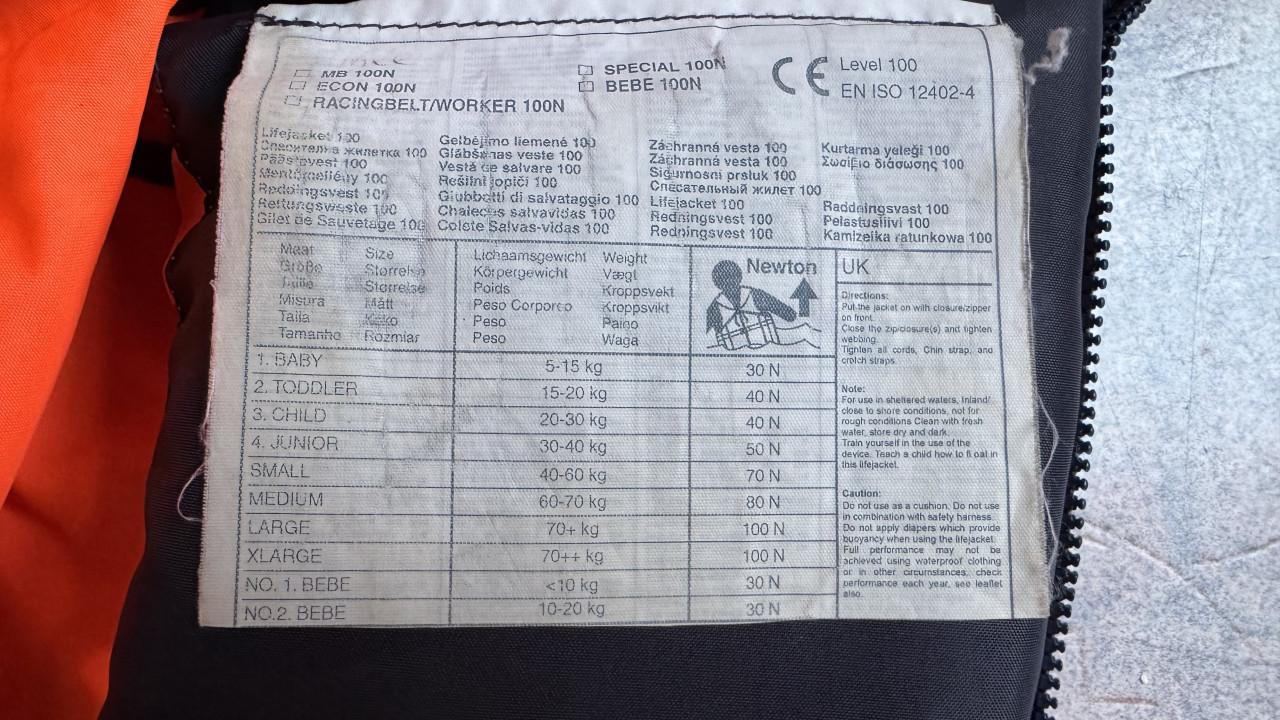 MB 100N
ECON 100N
RACINGBELT/WORKER 100N
SPECIAL 100N
BEBE 100N
CE Level 100
EN ISO 12402-4
Lifejacket 100
Спасителна жилетка 100
Päästevest 100
Mentőmellény 100
Reddingsvest 100
Rettungsweste 100
Gilet de Sauvetage 100
Gelbėjimo liemenė 100
Glābšanas veste 100
Vestă de salvare 100
Rešilni jopiči 100
Giubbotti di salvataggio 100
Chalecos salvavidas 100
Colete Salvas-vidas 100
Záchranná vesta 100
Záchranná vesta 100
Sigurnosni prsluk 100
Спасательный жилет 100
Lifejacket 100
Redningsvest 100
Redningsvest 100
Kurtarma yeleği 100
Σωσίβιο διάσωσης 100
Räddningsväst 100
Pelastusliivi 100
Kamizelka ratunkowa 100
Maat Size
Größe Størrelse
Taille Størrelse
Misura Mått
Talla Koko
Tamanho Rozmiar
Lichaamsgewicht Weight
Körpergewicht Vægt
Poids Kroppsvekt
Peso Corporeo Kroppsvikt
Peso Paino
Peso Waga
Newton
1. BABY 5-15 kg 30 N
2. TODDLER 15-20 kg 40 N
3. CHILD 20-30 kg 40 N
4. JUNIOR 30-40 kg 50 N
SMALL 40-60 kg 70 N
MEDIUM 60-70 kg 80 N
LARGE 70+ kg 100 N
XLARGE 70++ kg 100 N
NO. 1. BEBE <10 kg 30 N
NO.2. BEBE 10-20 kg 30 N
UK
Directions:
Put the jacket on with closure/zipper
on front.
Close the zip/closure(s) and tighten
webbing.
Tighten all cords, Chin strap, and
crotch straps.
Note:
For use in sheltered waters, Inland/
close to shore conditions, not for
rough conditions Clean with fresh
water, store dry and dark.
Train yourself in the use of the
device. Teach a child how to float in
this lifejacket.
Caution:
Do not use as a cushion. Do not use
in combination with safety harness.
Do not apply diapers which provide
buoyancy when using the lifejacket.
Full performance may not be
achieved using waterproof clothing
or in other circumstances, check
performance each year, see leaflet
also.